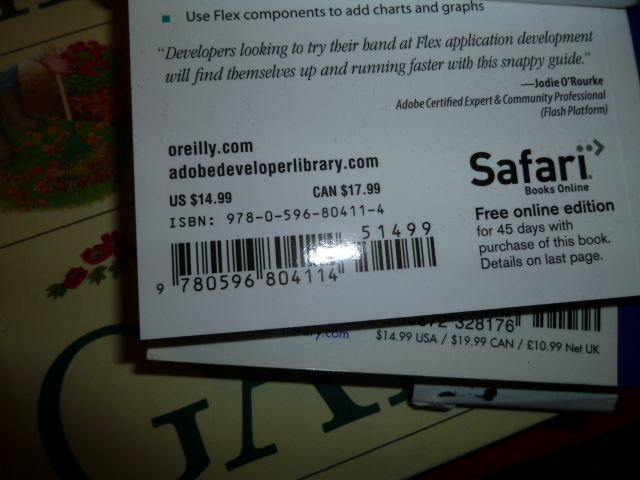 Use Flex components to add charts and graphs
“Developers looking to try their hand at Flex application development
will find themselves up and running faster with this snappy guide.”
—Jodie O'Rourke
Adobe Certified Expert & Community Professional
(Flash Platform)
oreilly.com
adobedeveloperlibrary.com
US $14.99 CAN $17.99
ISBN: 978-0-596-80411-4
51499
9 780596 804114
Safari
Books Online
Free online edition
for 45 days with
purchase of this book.
Details on last page.
328176
.com
$14.99 USA / $19.99 CAN / £10.99 Net UK
GA